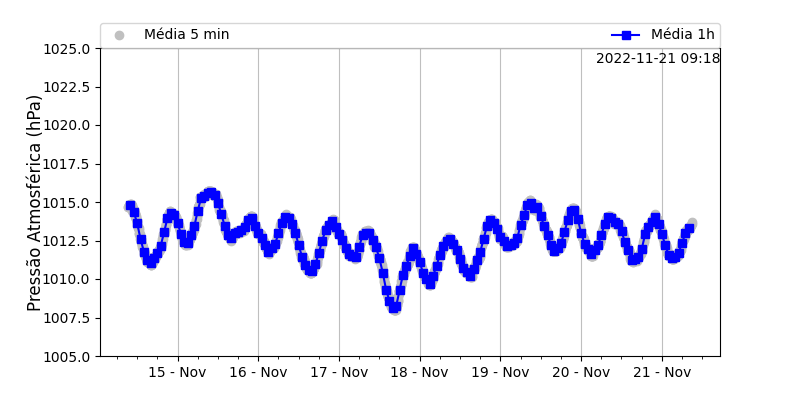 Média 5 min
Média 1h
2022-11-21 09:18
Pressão Atmosférica (hPa)
1025.0
1022.5
1020.0
1017.5
1015.0
1012.5
1010.0
1007.5
1005.0
15 - Nov
16 - Nov
17 - Nov
18 - Nov
19 - Nov
20 - Nov
21 - Nov